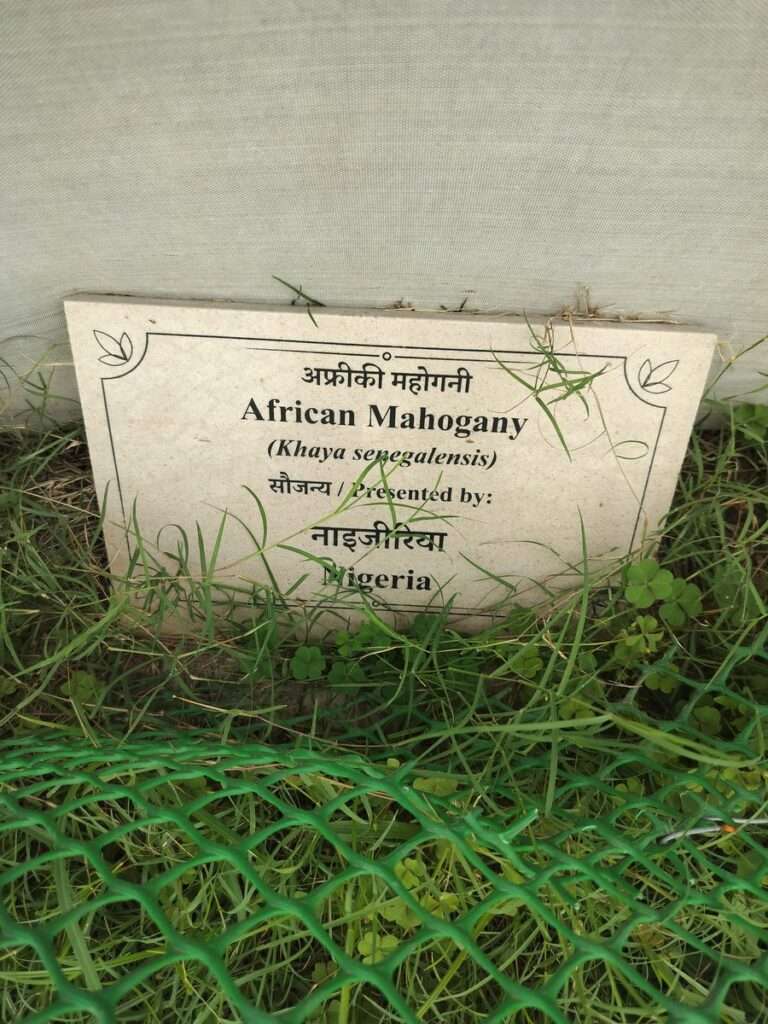 अफ्रीकी महोगनी
African Mahogany
(Khaya senegalensis)
सौजन्य / Presented by:
नाइजीरिया
Nigeria